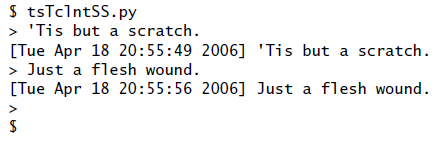 $ tsTclntSS.py
> 'Tis but a scratch.
[Tue Apr 18 20:55:49 2006] 'Tis but a scratch.
> Just a flesh wound.
[Tue Apr 18 20:55:56 2006] Just a flesh wound.
>
$